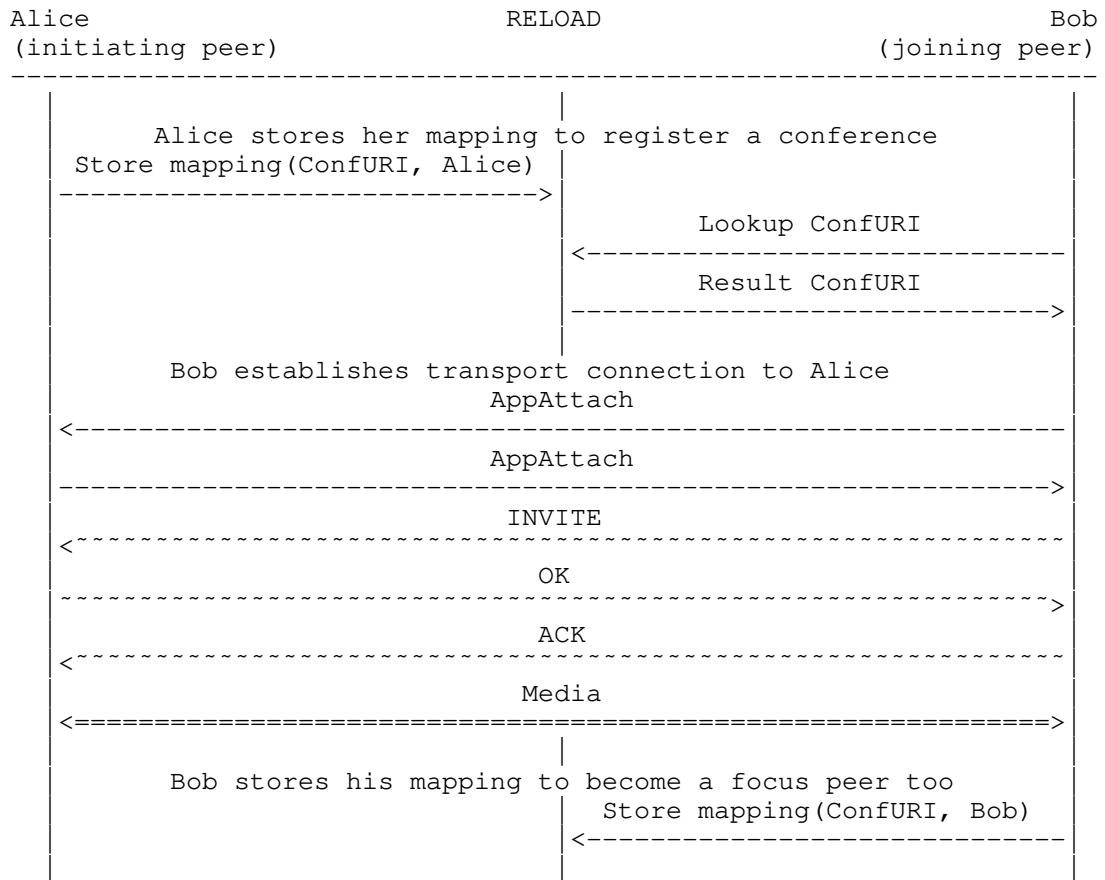 Alice RELOAD Bob
(initiating peer) (joining peer)
Alice stores her mapping to register a conference
Store mapping(ConfURI, Alice)
Lookup ConfURI
Result ConfURI
Bob establishes transport connection to Alice
AppAttach
AppAttach
INVITE
OK
ACK
Media
Bob stores his mapping to become a focus peer too
Store mapping(ConfURI, Bob)